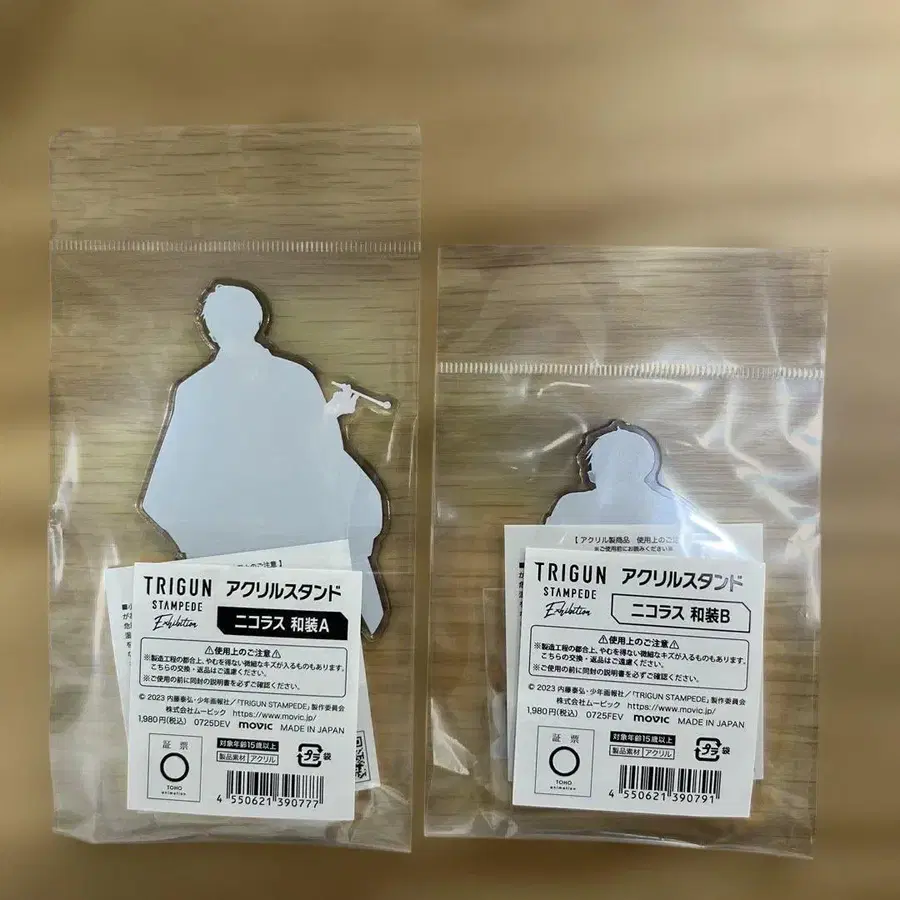 TRIGUN
STAMPEDE
Exhibition
アクリルスタンド
ニコラス 和装A
⚠使用上のご注意⚠
※製造工程の都合上、やむを得ない微細なキズが入るものもあります。
こちらの交換・返品はご遠慮ください。
※ご使用の前に同封の説明書を必ずご確認ください。
© 2023 内藤泰弘・少年画報社/「TRIGUN STAMPEDE」製作委員会
株式会社ムービック https://www.movic.jp/
1,980円(税込) 0725DEV movic MADE IN JAPAN
証 票
TOHO
animation
対象年齢15歳以上
製品素材 アクリル
プラ 袋
4 550621 390777
【 アクリル製商品 使用上のご
※ご使用前にお読みください※
TRIGUN
STAMPEDE
Exhibition
アクリルスタンド
ニコラス 和装B
⚠使用上のご注意⚠
※製造工程の都合上、やむを得ない微細なキズが入るものもあります。
こちらの交換・返品はご遠慮ください。
※ご使用の前に同封の説明書を必ずご確認ください。
© 2023 内藤泰弘・少年画報社/「TRIGUN STAMPEDE」製作委員会
株式会社ムービック https://www.movic.jp/
1,980円(税込) 0725FEV movic MADE IN JAPAN
証 票
TOHO
animation
対象年齢15歳以上
製品素材 アクリル
プラ 袋
4 550621 390791